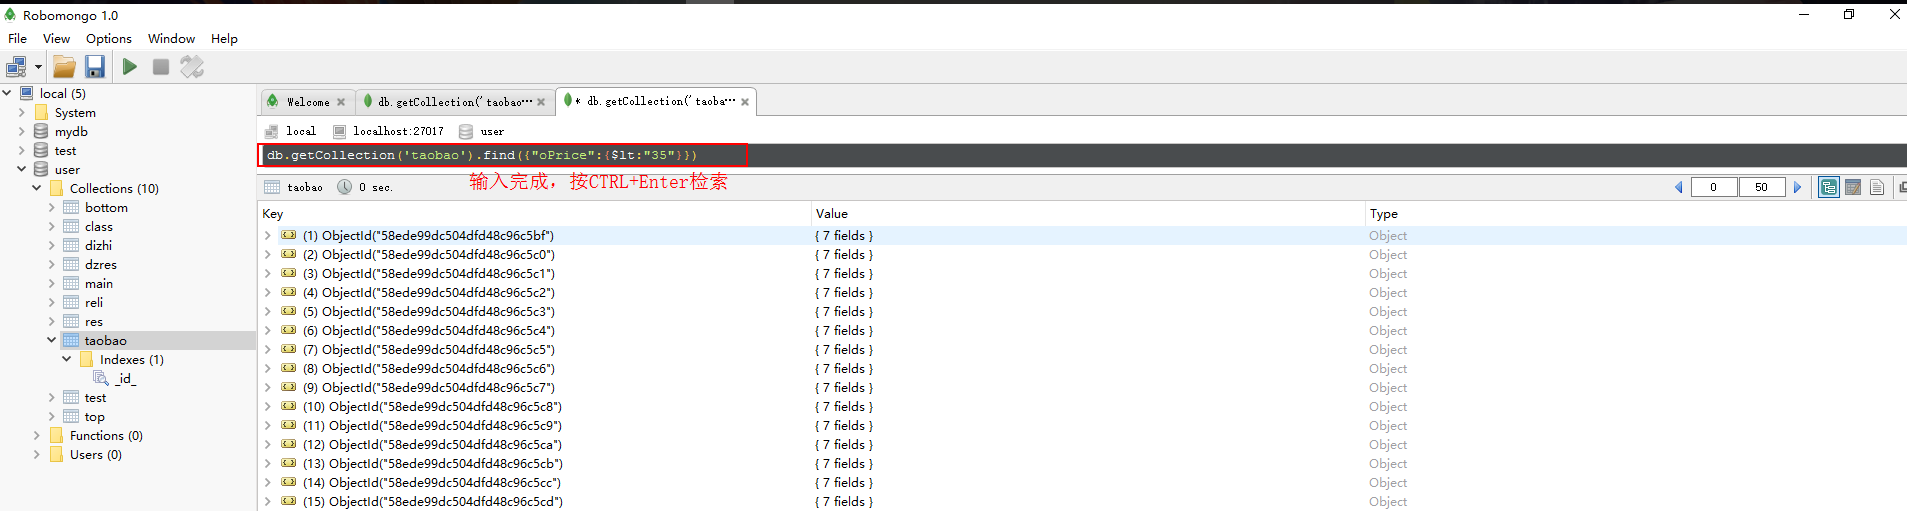 Robomongo 1.0
File View Options Window Help
local (5)
System
mydb
test
user
Collections (10)
bottom
class
dizhi
dzres
main
reli
res
taobao
Indexes (1)
_id_
test
top
Functions (0)
Users (0)
Welcome db.getCollection('taobao… * db.getCollection('taoba…
local localhost:27017 user
db.getCollection('taobao').find({"oPrice":{$lt:"35"}})
输入完成，按CTRL+Enter检索
taobao 0 sec. 0 50
Key Value Type
(1) ObjectId("58ede99dc504dfd48c96c5bf") { 7 fields } Object
(2) ObjectId("58ede99dc504dfd48c96c5c0") { 7 fields } Object
(3) ObjectId("58ede99dc504dfd48c96c5c1") { 7 fields } Object
(4) ObjectId("58ede99dc504dfd48c96c5c2") { 7 fields } Object
(5) ObjectId("58ede99dc504dfd48c96c5c3") { 7 fields } Object
(6) ObjectId("58ede99dc504dfd48c96c5c4") { 7 fields } Object
(7) ObjectId("58ede99dc504dfd48c96c5c5") { 7 fields } Object
(8) ObjectId("58ede99dc504dfd48c96c5c6") { 7 fields } Object
(9) ObjectId("58ede99dc504dfd48c96c5c7") { 7 fields } Object
(10) ObjectId("58ede99dc504dfd48c96c5c8") { 7 fields } Object
(11) ObjectId("58ede99dc504dfd48c96c5c9") { 7 fields } Object
(12) ObjectId("58ede99dc504dfd48c96c5ca") { 7 fields } Object
(13) ObjectId("58ede99dc504dfd48c96c5cb") { 7 fields } Object
(14) ObjectId("58ede99dc504dfd48c96c5cc") { 7 fields } Object
(15) ObjectId("58ede99dc504dfd48c96c5cd") { 7 fields } Object